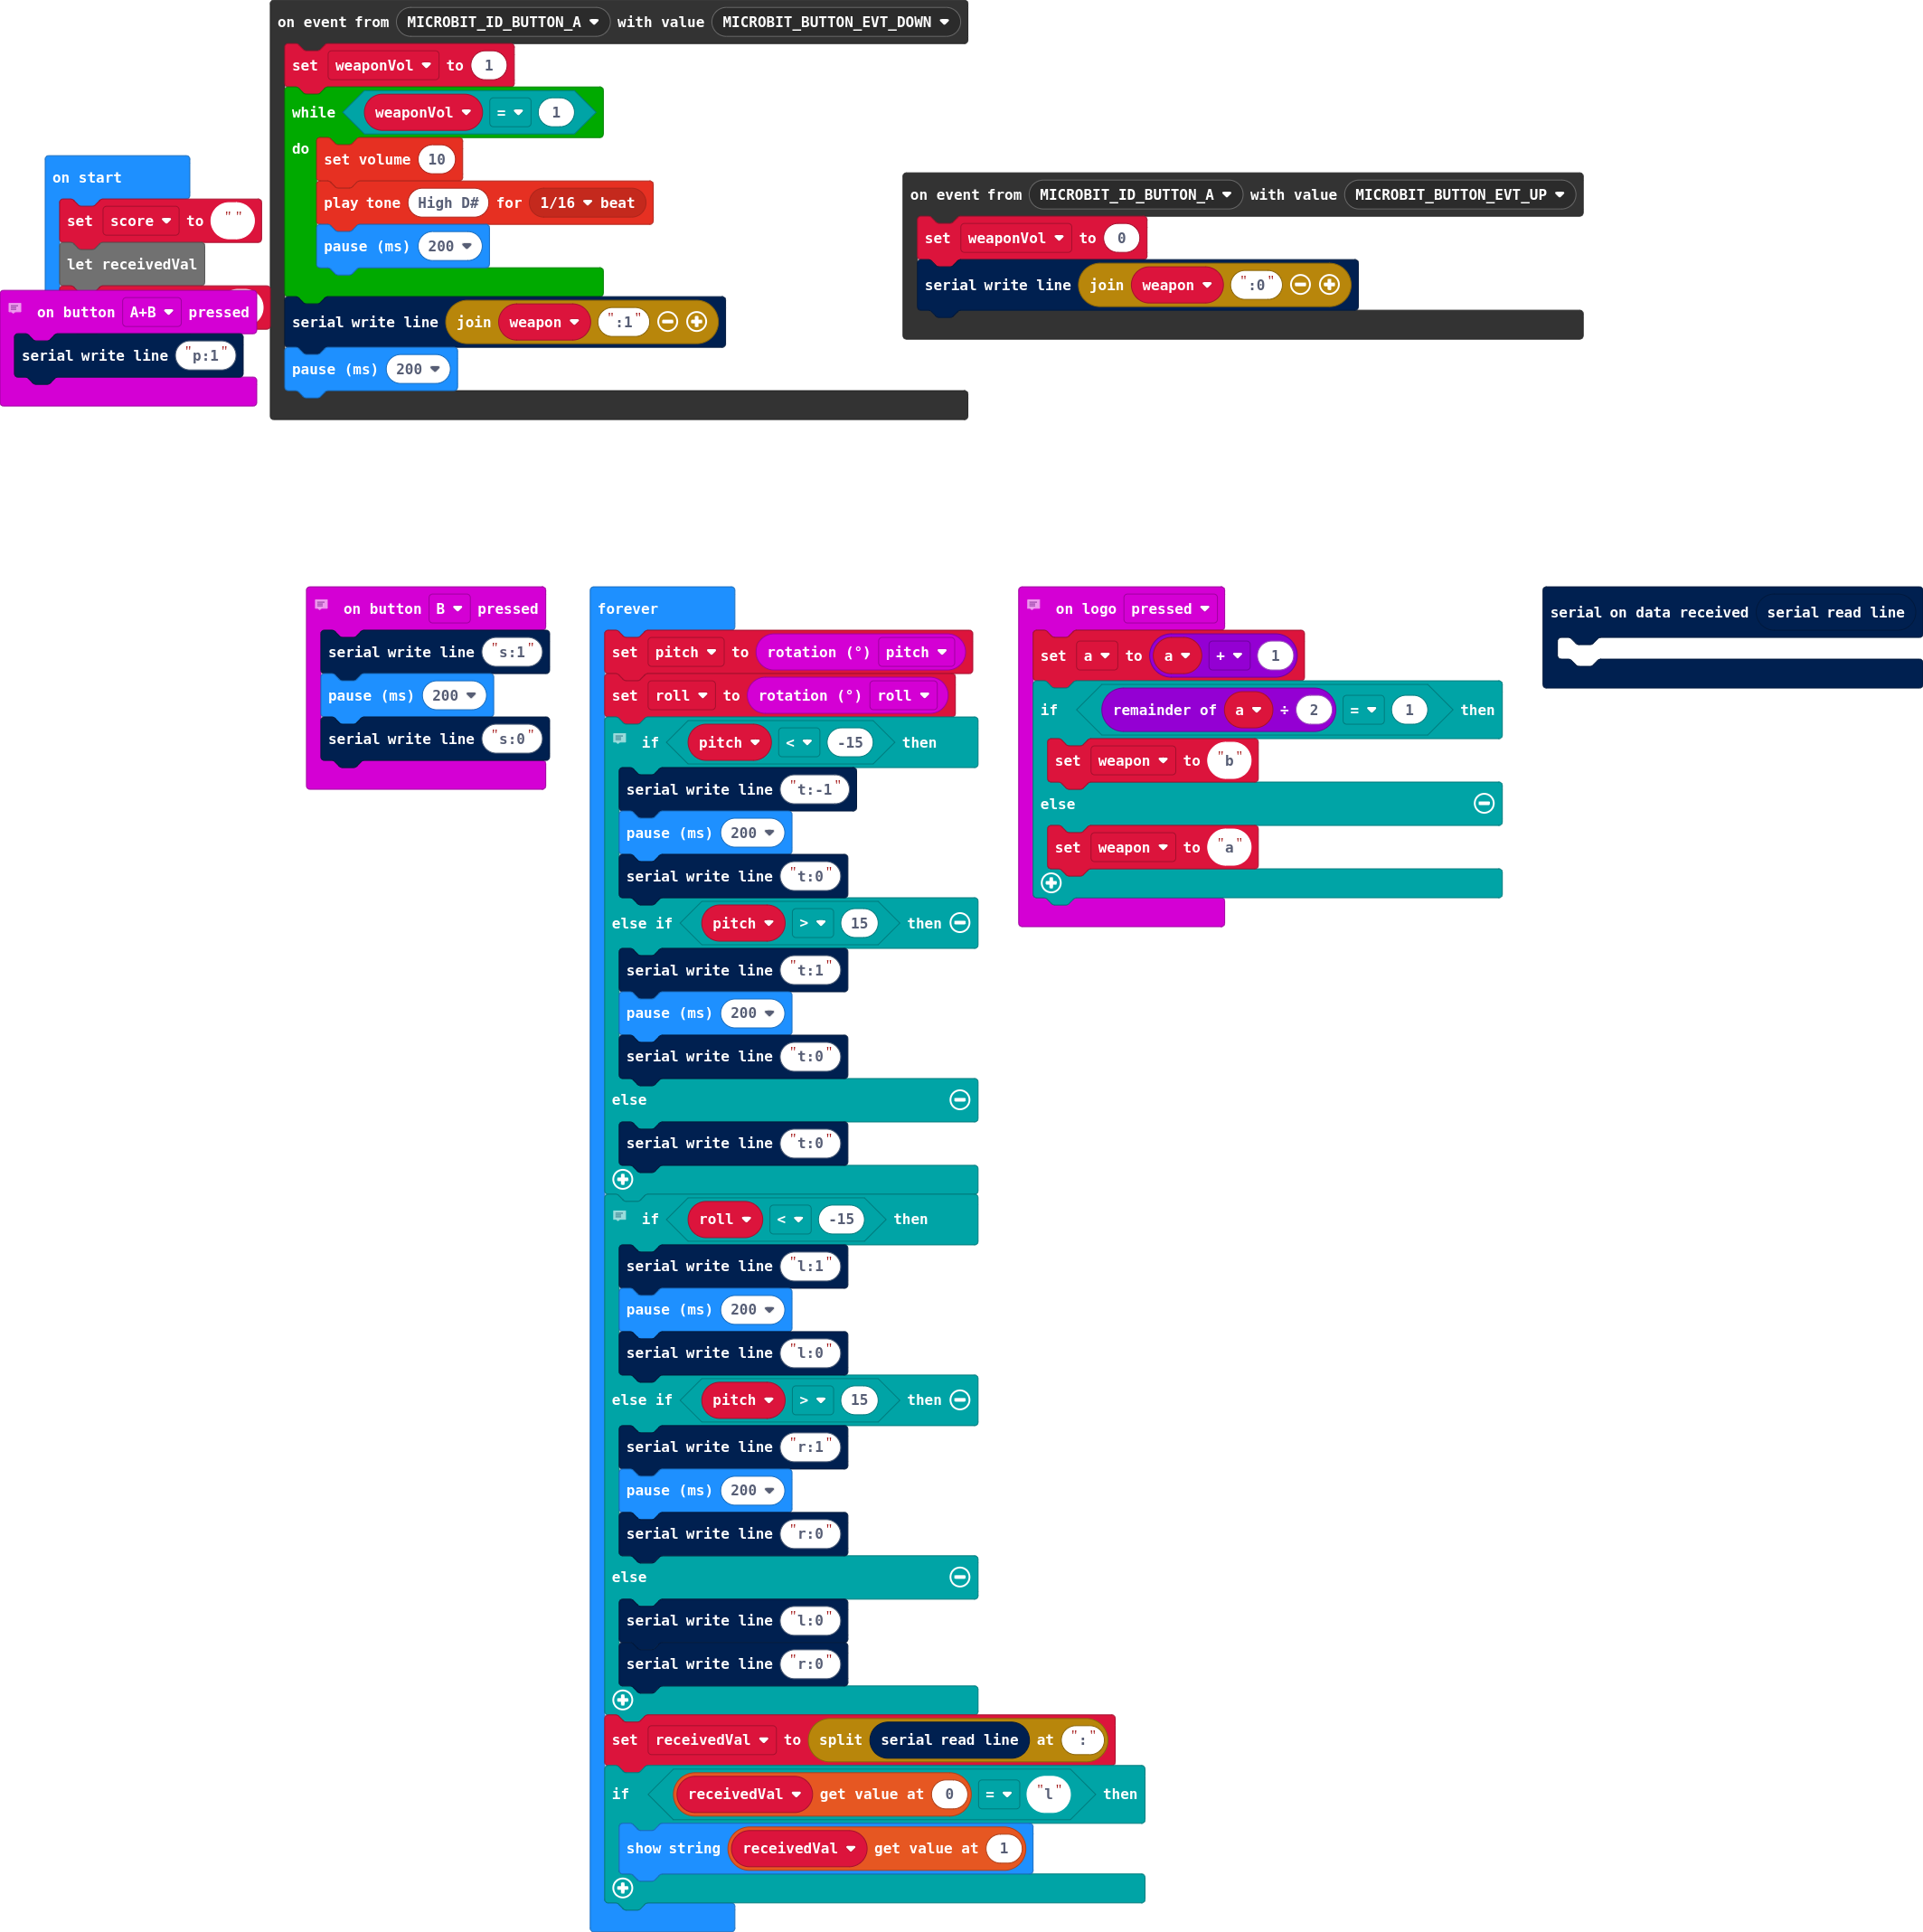 on event from MICROBIT_ID_BUTTON_A with value MICROBIT_BUTTON_EVT_DOWN
set weaponVol to 1
while weaponVol = 1
do
set volume 10
play tone High D# for 1/16 beat
pause (ms) 200
serial write line join weapon ":1"
pause (ms) 200
on start
set score to ""
let receivedVal
on button A+B pressed
serial write line "p:1"
on event from MICROBIT_ID_BUTTON_A with value MICROBIT_BUTTON_EVT_UP
set weaponVol to 0
serial write line join weapon ":0"
on button B pressed
serial write line "s:1"
pause (ms) 200
serial write line "s:0"
forever
set pitch to rotation (°) pitch
set roll to rotation (°) roll
if pitch < -15 then
serial write line "t:-1"
pause (ms) 200
serial write line "t:0"
else if pitch > 15 then
serial write line "t:1"
pause (ms) 200
serial write line "t:0"
else
serial write line "t:0"
if roll < -15 then
serial write line "l:1"
pause (ms) 200
serial write line "l:0"
else if pitch > 15 then
serial write line "r:1"
pause (ms) 200
serial write line "r:0"
else
serial write line "l:0"
serial write line "r:0"
set receivedVal to split serial read line at ":"
if receivedVal get value at 0 = "l" then
show string receivedVal get value at 1
on logo pressed
set a to a + 1
if remainder of a ÷ 2 = 1 then
set weapon to "b"
else
set weapon to "a"
serial on data received serial read line